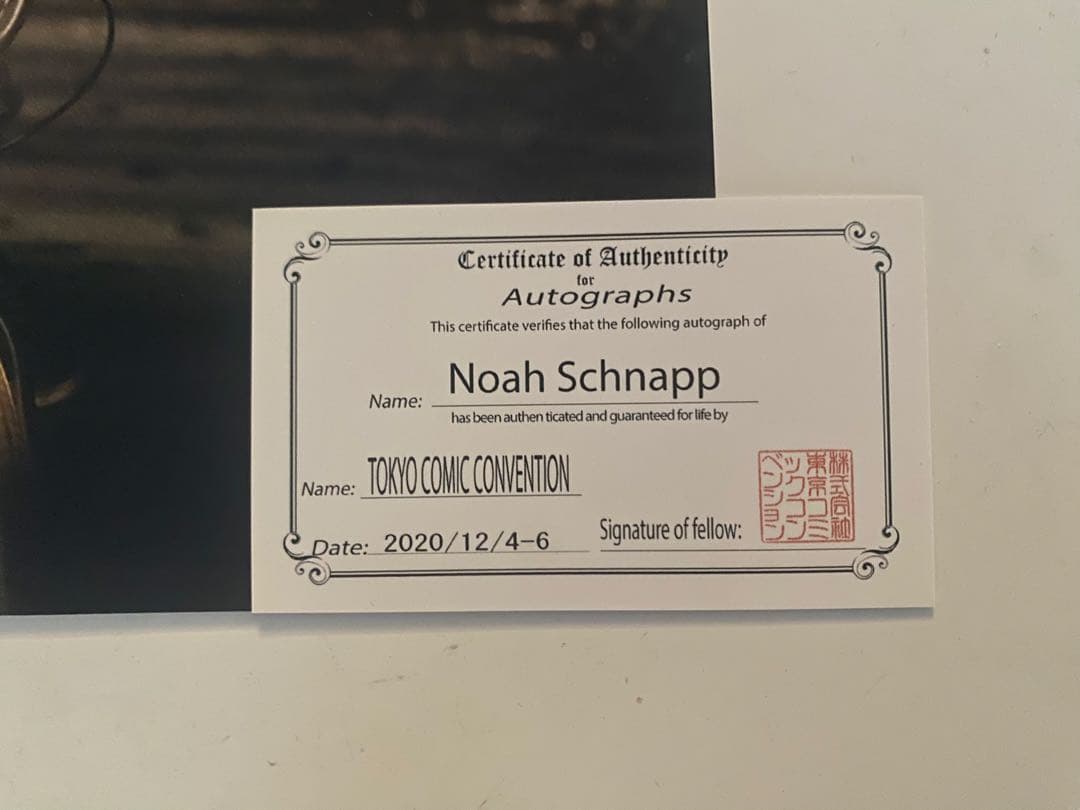 Certificate of Authenticity
for
Autographs
This certificate verifies that the following autograph of
Name: Noah Schnapp
has been authen ticated and guaranteed for life by
Name: TOKYO COMIC CONVENTION
Date: 2020/12/4-6
Signature of fellow:
株式会社
東京コミ
ックコン
ベンション